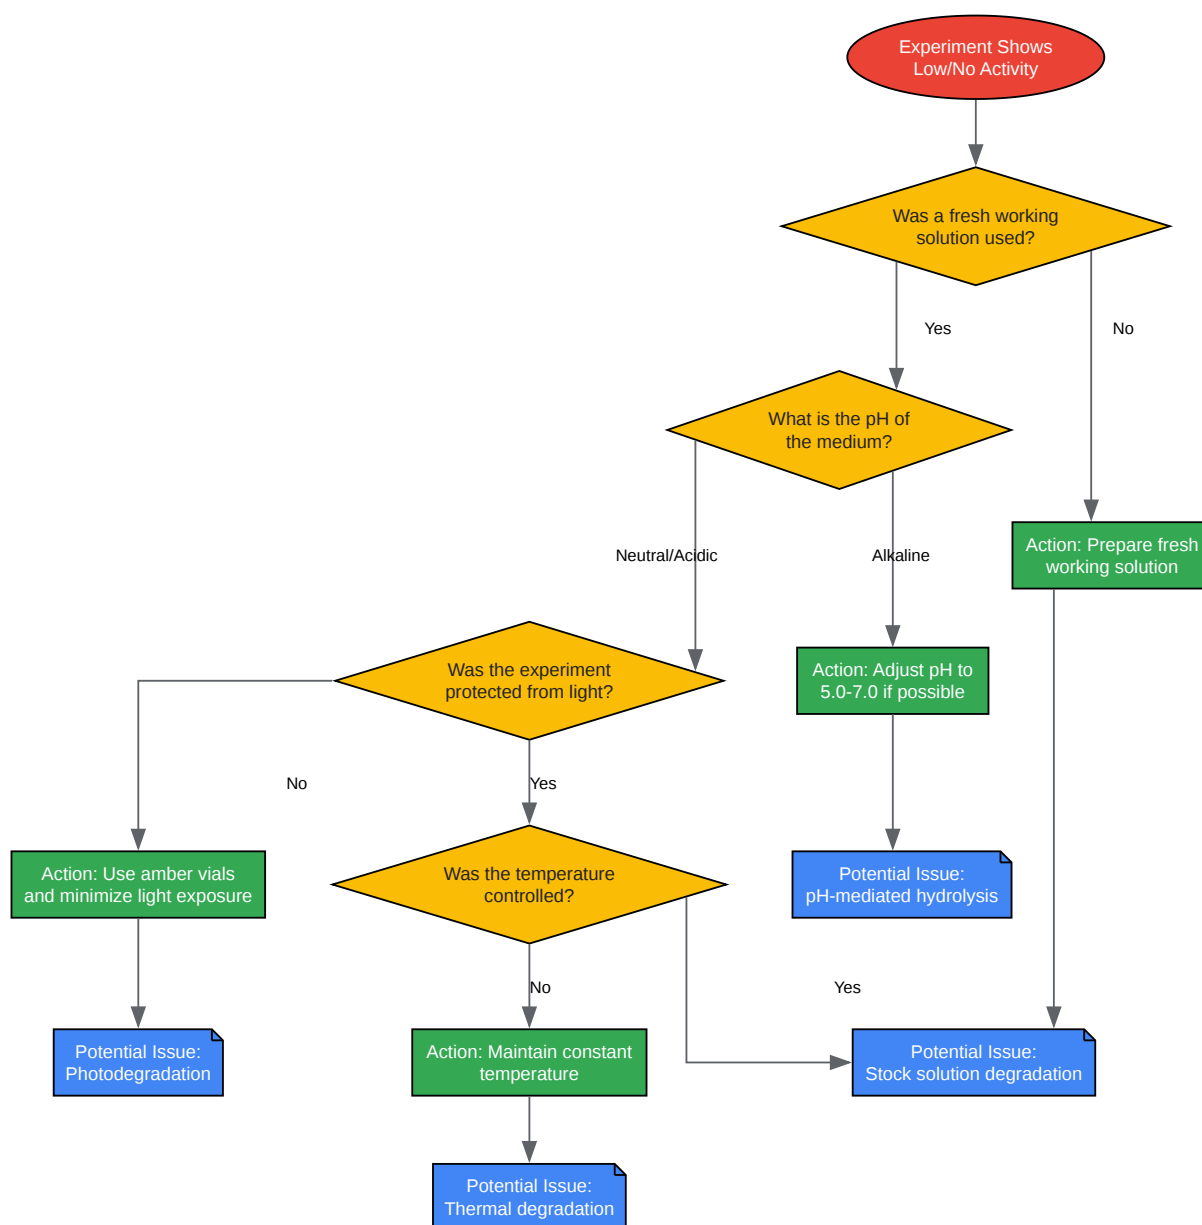 Experiment Shows
Low/No Activity
Was a fresh working
solution used?
Yes
No
What is the pH of
the medium?
Neutral/Acidic
Alkaline
Action: Prepare fresh
working solution
Was the experiment
protected from light?
Action: Adjust pH to
5.0-7.0 if possible
No
Yes
Action: Use amber vials
and minimize light exposure
Was the temperature
controlled?
Potential Issue:
pH-mediated hydrolysis
No
Yes
Potential Issue:
Photodegradation
Action: Maintain constant
temperature
Potential Issue:
Stock solution degradation
Potential Issue:
Thermal degradation